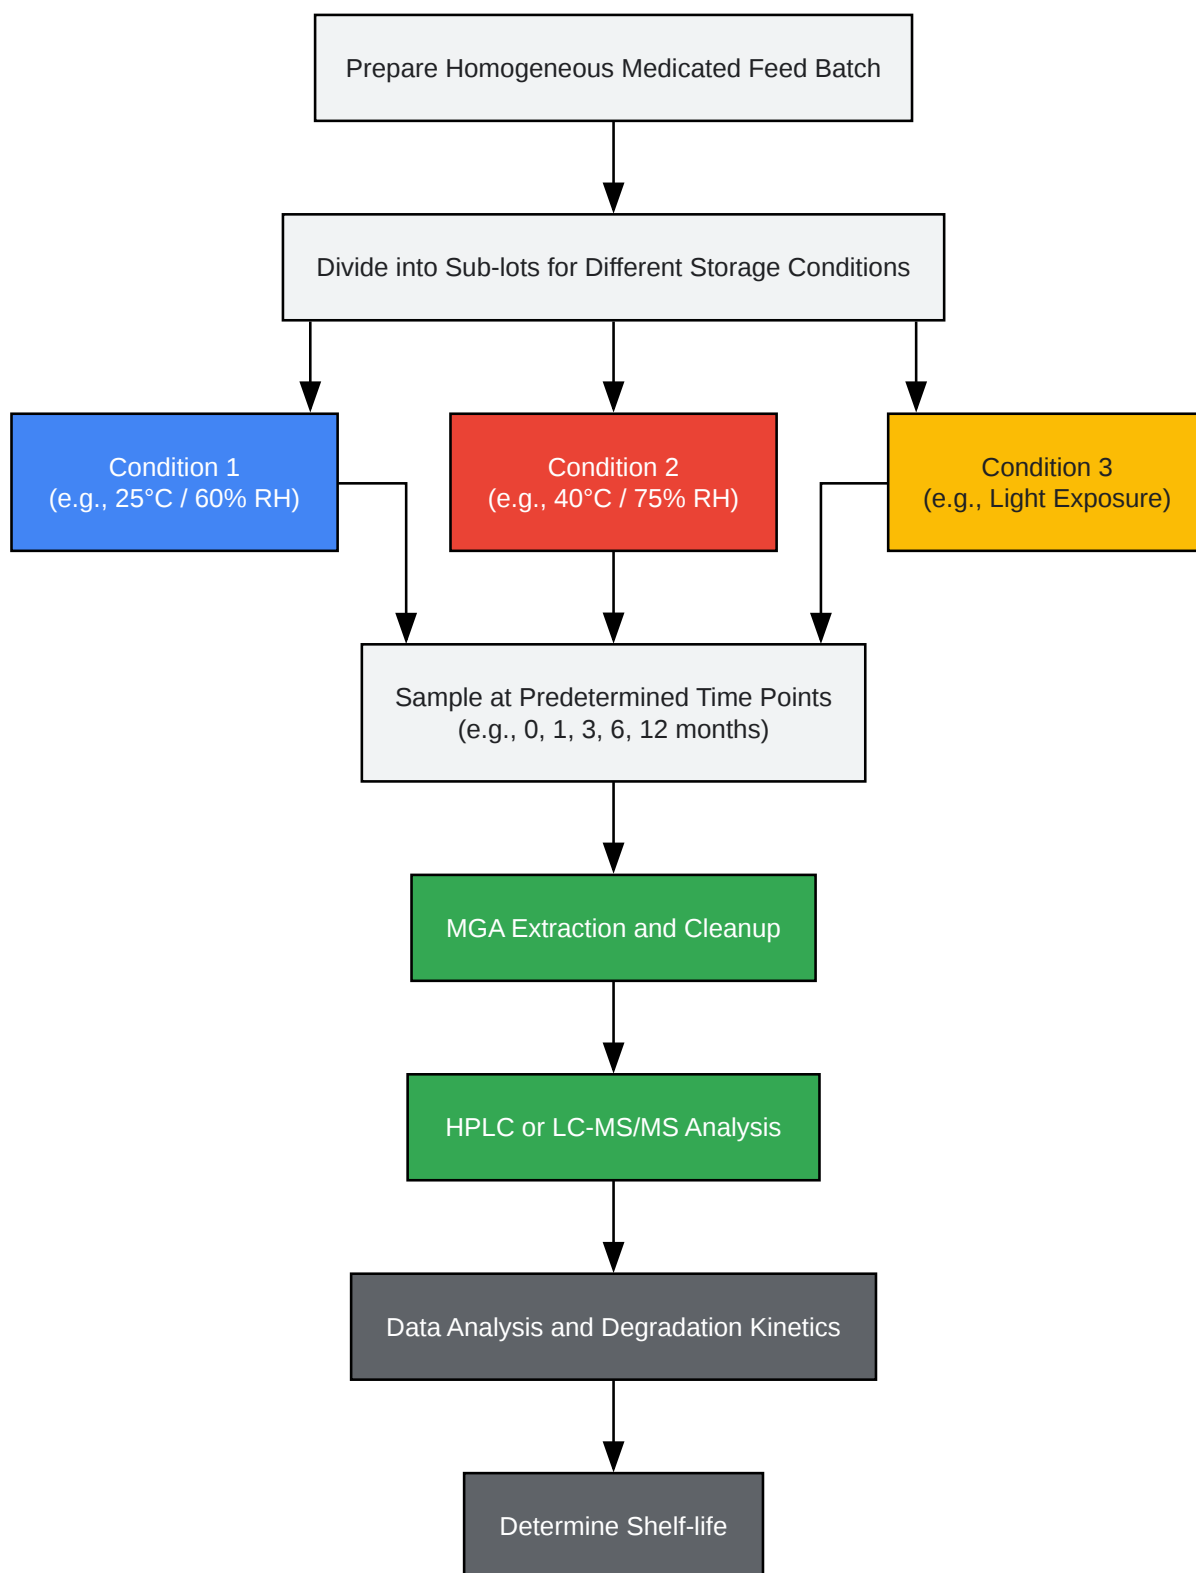 Prepare Homogeneous Medicated Feed Batch
Divide into Sub-lots for Different Storage Conditions
Condition 1
(e.g., 25°C / 60% RH)
Condition 2
(e.g., 40°C / 75% RH)
Condition 3
(e.g., Light Exposure)
Sample at Predetermined Time Points
(e.g., 0, 1, 3, 6, 12 months)
MGA Extraction and Cleanup
HPLC or LC-MS/MS Analysis
Data Analysis and Degradation Kinetics
Determine Shelf-life